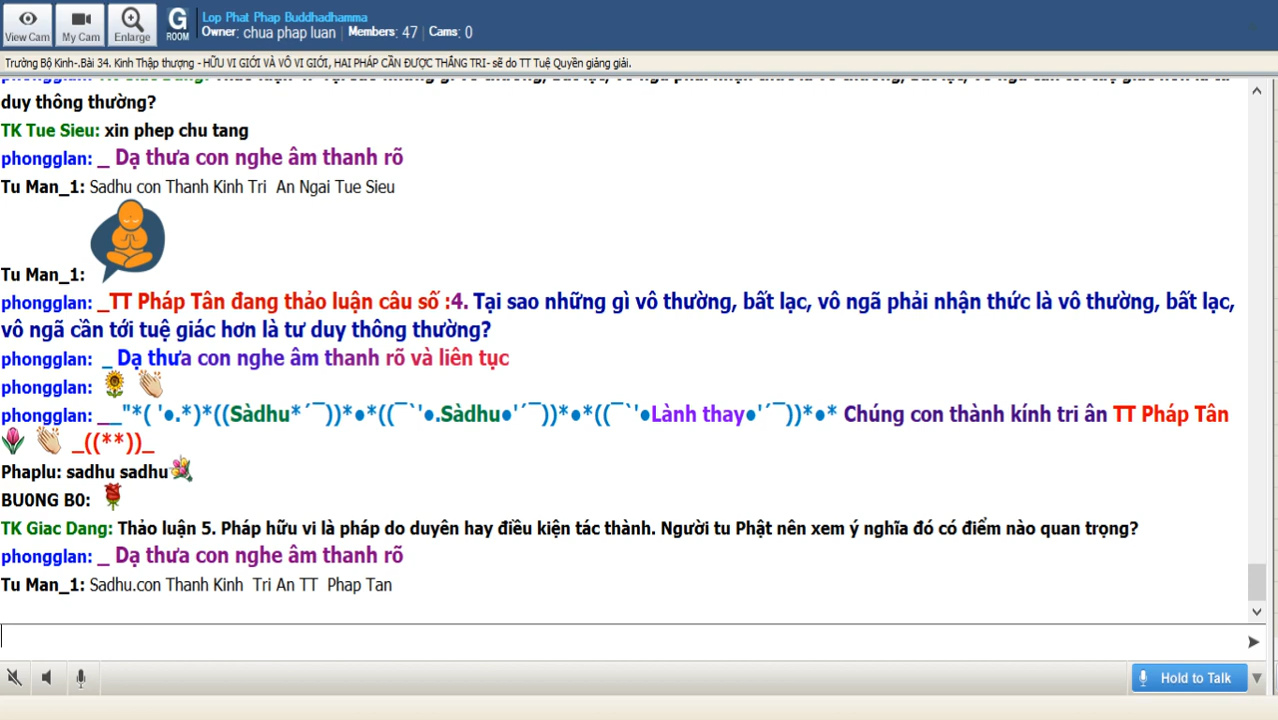 Lop Phat Phap Buddhadhamma
Owner: chua phap luan | Members: 47 | Cams: 0
View Cam
My Cam
Enlarge
G
ROOM
Trường Bộ Kinh-.Bài 34. Kinh Thập thượng - HỮU VI GIỚI VÀ VÔ VI GIỚI, HAI PHÁP CẦN ĐƯỢC THẮNG TRI- sẽ do TT Tuệ Quyền giảng giải.
duy thông thường?
TK Tue Sieu: xin phep chu tang
phongglan: _ Dạ thưa con nghe âm thanh rõ
Tu Man_1: Sadhu con Thanh Kinh Tri An Ngai Tue Sieu
Tu Man_1:
phongglan: _TT Pháp Tân đang thảo luận câu số :4. Tại sao những gì vô thường, bất lạc, vô ngã phải nhận thức là vô thường, bất lạc,
vô ngã cần tới tuệ giác hơn là tư duy thông thường?
phongglan: _ Dạ thưa con nghe âm thanh rõ và liên tục
phongglan:
phongglan: __"*( '●.*)*((Sàdhu*´¯))*●*((¯`'●.Sàdhu●'´¯))*●*((¯`'●Lành thay●'´¯))*●* Chúng con thành kính tri ân TT Pháp Tân
_((**))_
Phaplu: sadhu sadhu
BU0NG B0:
TK Giac Dang: Thảo luận 5. Pháp hữu vi là pháp do duyên hay điều kiện tác thành. Người tu Phật nên xem ý nghĩa đó có điểm nào quan trọng?
phongglan: _ Dạ thưa con nghe âm thanh rõ
Tu Man_1: Sadhu.con Thanh Kinh Tri An TT Phap Tan
Hold to Talk